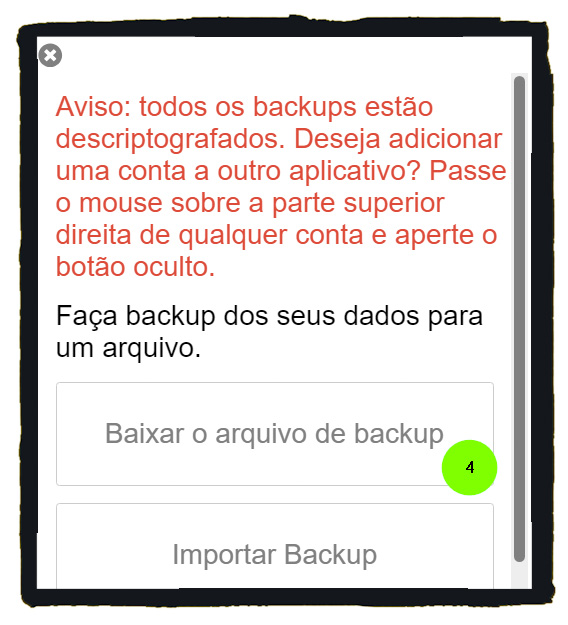 Aviso: todos os backups estão
descriptografados. Deseja adicionar
uma conta a outro aplicativo? Passe
o mouse sobre a parte superior
direita de qualquer conta e aperte o
botão oculto.
Faça backup dos seus dados para
um arquivo.
Baixar o arquivo de backup
4
Importar Backup